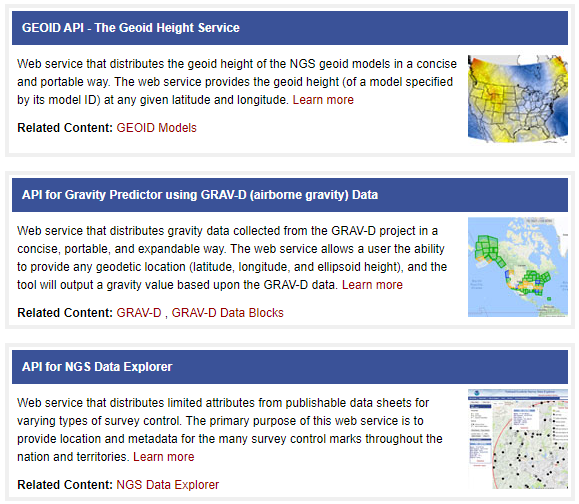 GEOID API - The Geoid Height Service
Web service that distributes the geoid height of the NGS geoid models in a concise
and portable way. The web service provides the geoid height (of a model specified
by its model ID) at any given latitude and longitude. Learn more
Related Content: GEOID Models
API for Gravity Predictor using GRAV-D (airborne gravity) Data
Web service that distributes gravity data collected from the GRAV-D project in a
concise, portable, and expandable way. The web service allows a user the ability
to provide any geodetic location (latitude, longitude, and ellipsoid height), and the
tool will output a gravity value based upon the GRAV-D data. Learn more
Related Content: GRAV-D , GRAV-D Data Blocks
API for NGS Data Explorer
Web service that distributes limited attributes from publishable data sheets for
varying types of survey control. The primary purpose of this web service is to
provide location and metadata for the many survey control marks throughout the
nation and territories. Learn more
Related Content: NGS Data Explorer